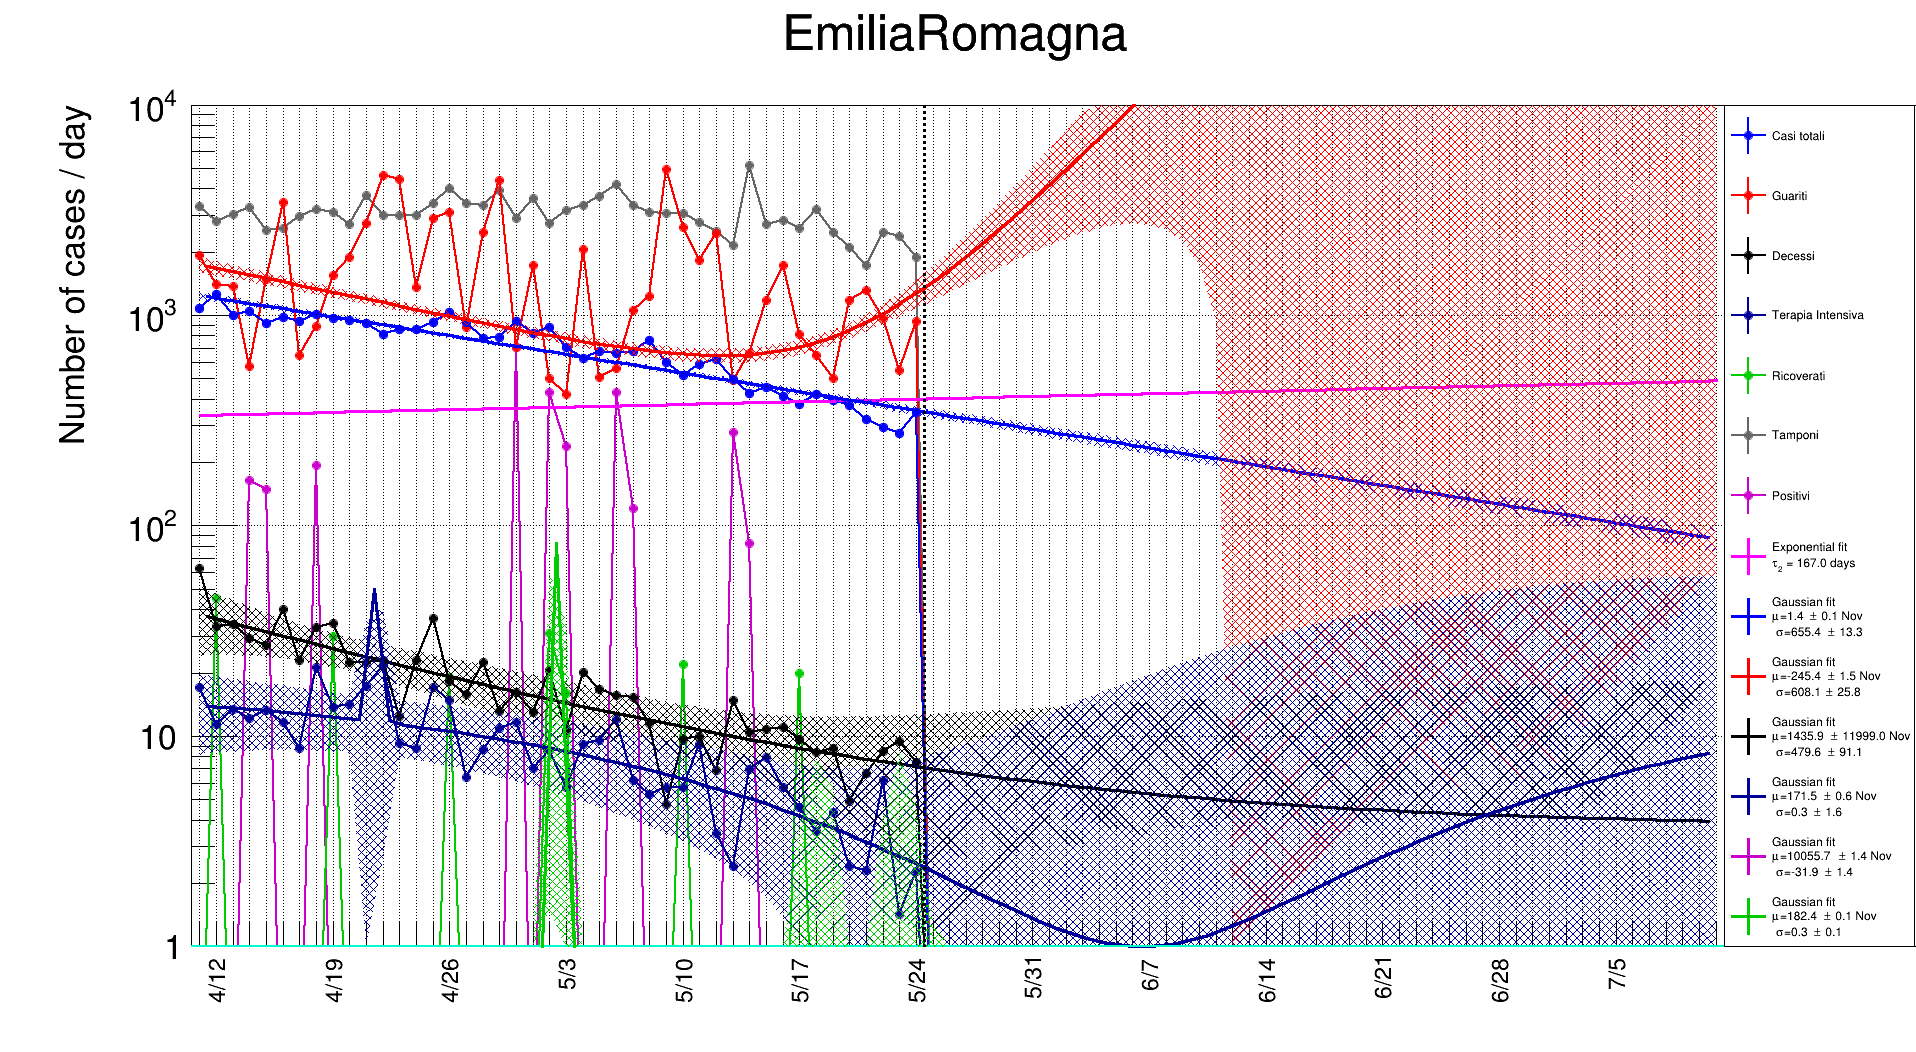 EmiliaRomagna
Number of cases / day
10^4
10^3
10^2
10
1
4/12
4/19
4/26
5/3
5/10
5/17
5/24
5/31
6/7
6/14
6/21
6/28
7/5
Casi totali
Guariti
Decessi
Terapia Intensiva
Ricoverati
Tamponi
Positivi
Exponential fit
τ₂ = 167.0 days
Gaussian fit
μ=1.4 ± 0.1 Nov
σ=655.4 ± 13.3
Gaussian fit
μ=-245.4 ± 1.5 Nov
σ=608.1 ± 25.8
Gaussian fit
μ=1435.9 ± 11999.0 Nov
σ=479.6 ± 91.1
Gaussian fit
μ=171.5 ± 0.6 Nov
σ=0.3 ± 1.6
Gaussian fit
μ=10055.7 ± 1.4 Nov
σ=-31.9 ± 1.4
Gaussian fit
μ=182.4 ± 0.1 Nov
σ=0.3 ± 0.1